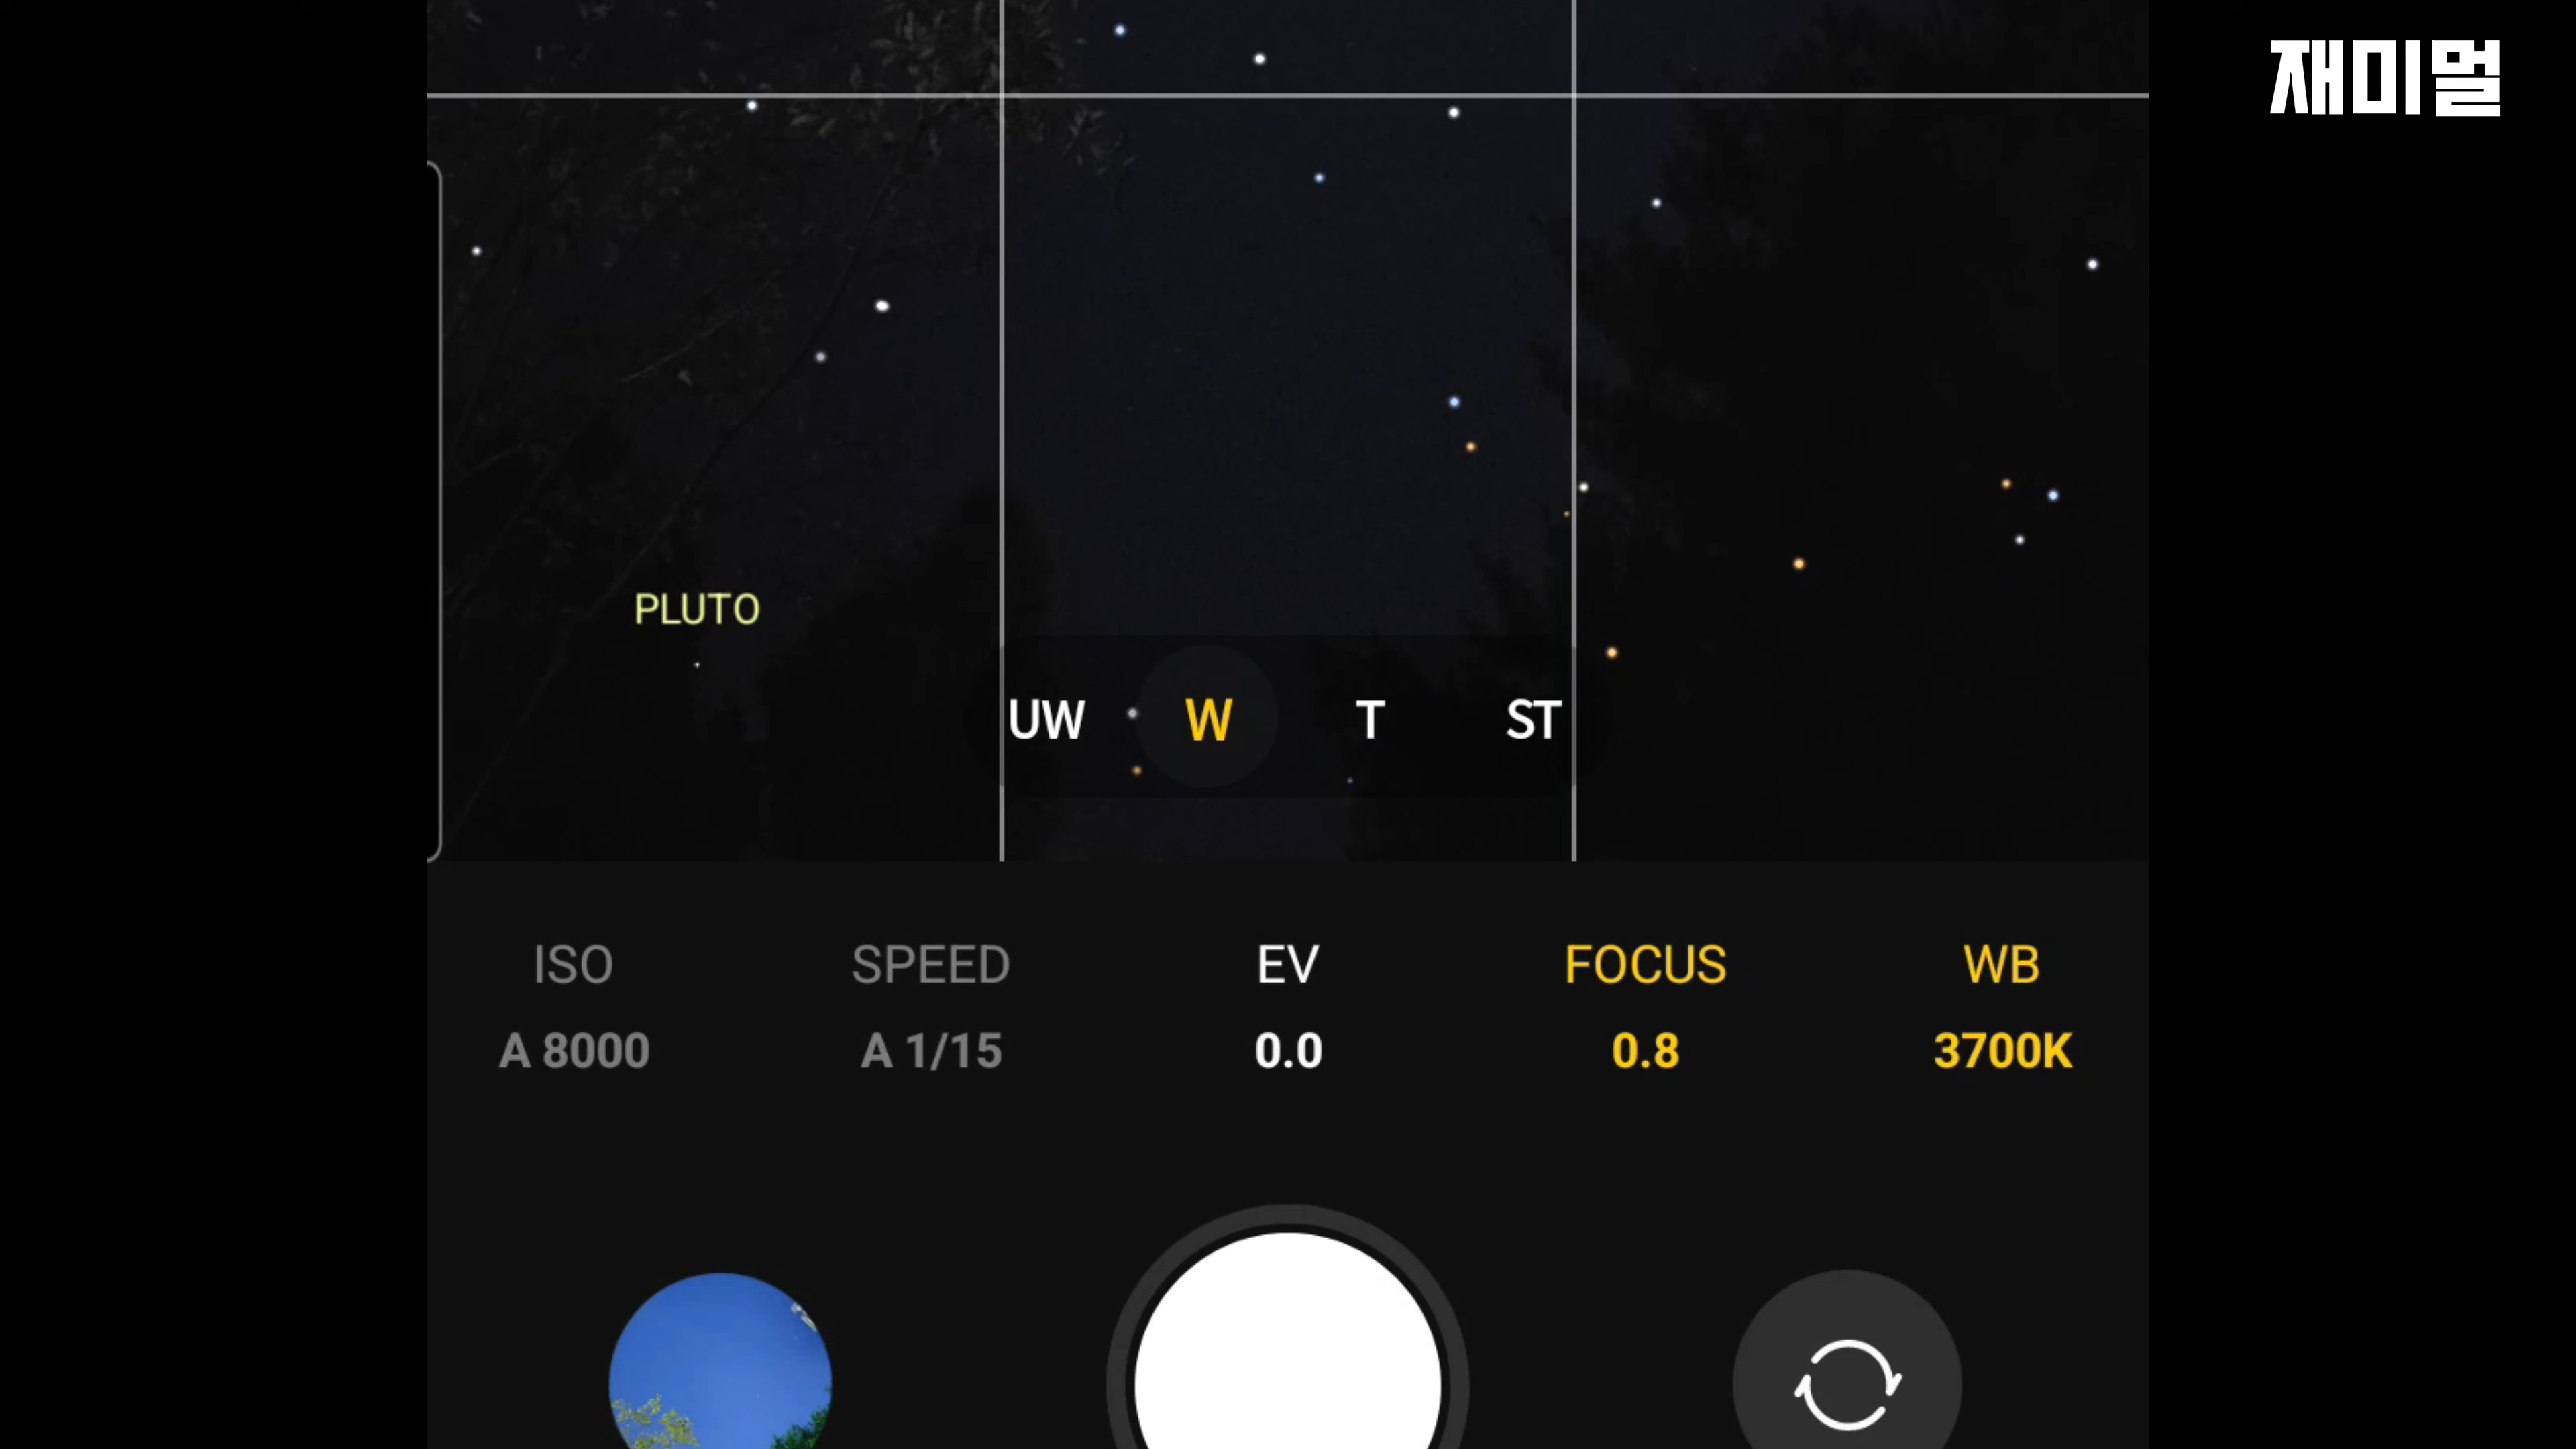 재미멀
PLUTO
UW W T ST
ISO SPEED EV FOCUS WB
A 8000 A 1/15 0.0 0.8 3700K